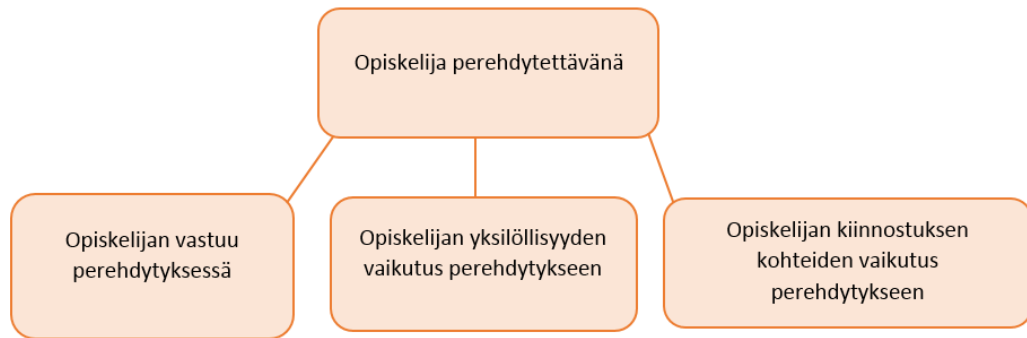 Opiskelija perehdytettävänä
Opiskelijan vastuu
perehdytyksessä
Opiskelijan yksilöllisyyden
vaikutus perehdytykseen
Opiskelijan kiinnostuksen
kohteiden vaikutus
perehdytykseen